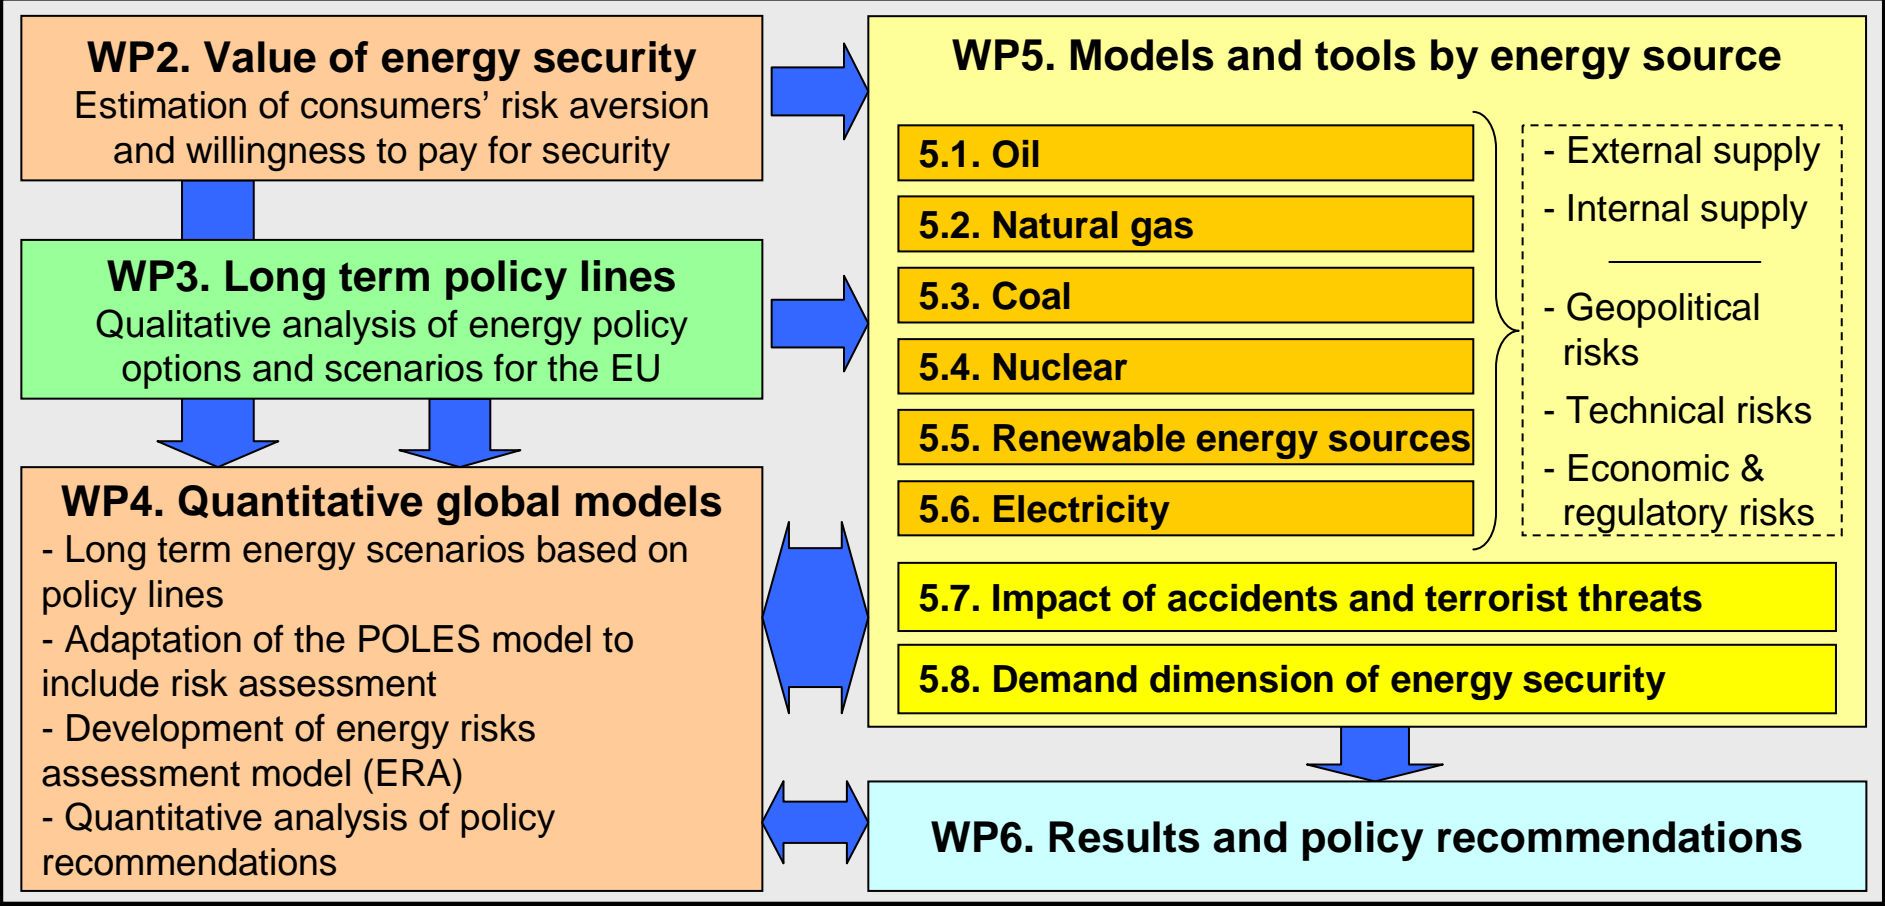 WP2. Value of energy security
Estimation of consumers’ risk aversion
and willingness to pay for security
WP3. Long term policy lines
Qualitative analysis of energy policy
options and scenarios for the EU
WP4. Quantitative global models
- Long term energy scenarios based on
policy lines
- Adaptation of the POLES model to
include risk assessment
- Development of energy risks
assessment model (ERA)
- Quantitative analysis of policy
recommendations
WP5. Models and tools by energy source
5.1. Oil
5.2. Natural gas
5.3. Coal
5.4. Nuclear
5.5. Renewable energy sources
5.6. Electricity
- External supply
- Internal supply
- Geopolitical
risks
- Technical risks
- Economic &
regulatory risks
5.7. Impact of accidents and terrorist threats
5.8. Demand dimension of energy security
WP6. Results and policy recommendations